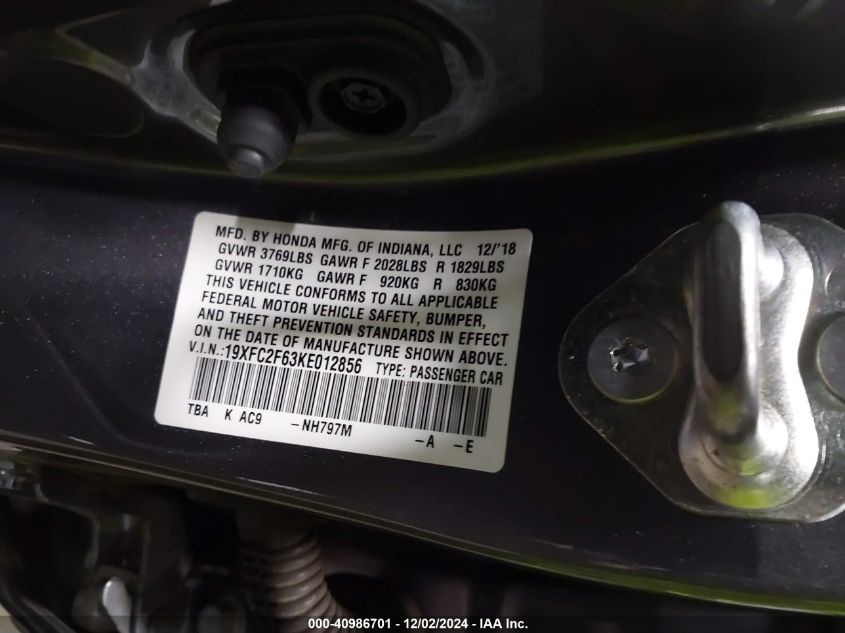 MFD. BY HONDA MFG. OF INDIANA, LLC 12/'18
GVWR 3769LBS GAWR F 2028LBS R 1829LBS
GVWR 1710KG GAWR F 920KG R 830KG
THIS VEHICLE CONFORMS TO ALL APPLICABLE
FEDERAL MOTOR VEHICLE SAFETY, BUMPER,
AND THEFT PREVENTION STANDARDS IN EFFECT
ON THE DATE OF MANUFACTURE SHOWN ABOVE.
V.I.N.:19XFC2F63KE012856 TYPE: PASSENGER CAR
TBA K AC9 -NH797M -A -E
000-40986701 - 12/02/2024 - IAA Inc.